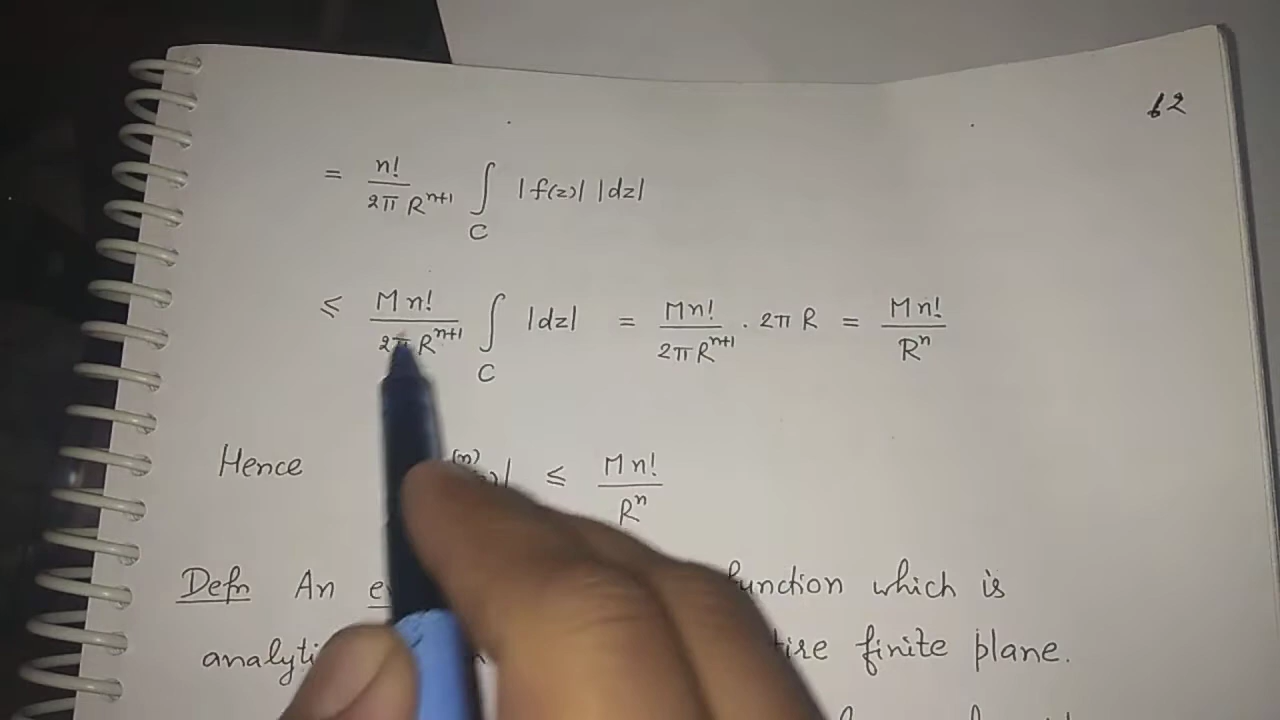 62
= n!/2π R^{n+1} ∫_C |f(z)| |dz|
≤ M n!/2π R^{n+1} ∫_C |dz| = M n!/2π R^{n+1} . 2π R = M n!/R^n
Hence (n) | ≤ M n!/R^n
Defn An function which is
finite plane.